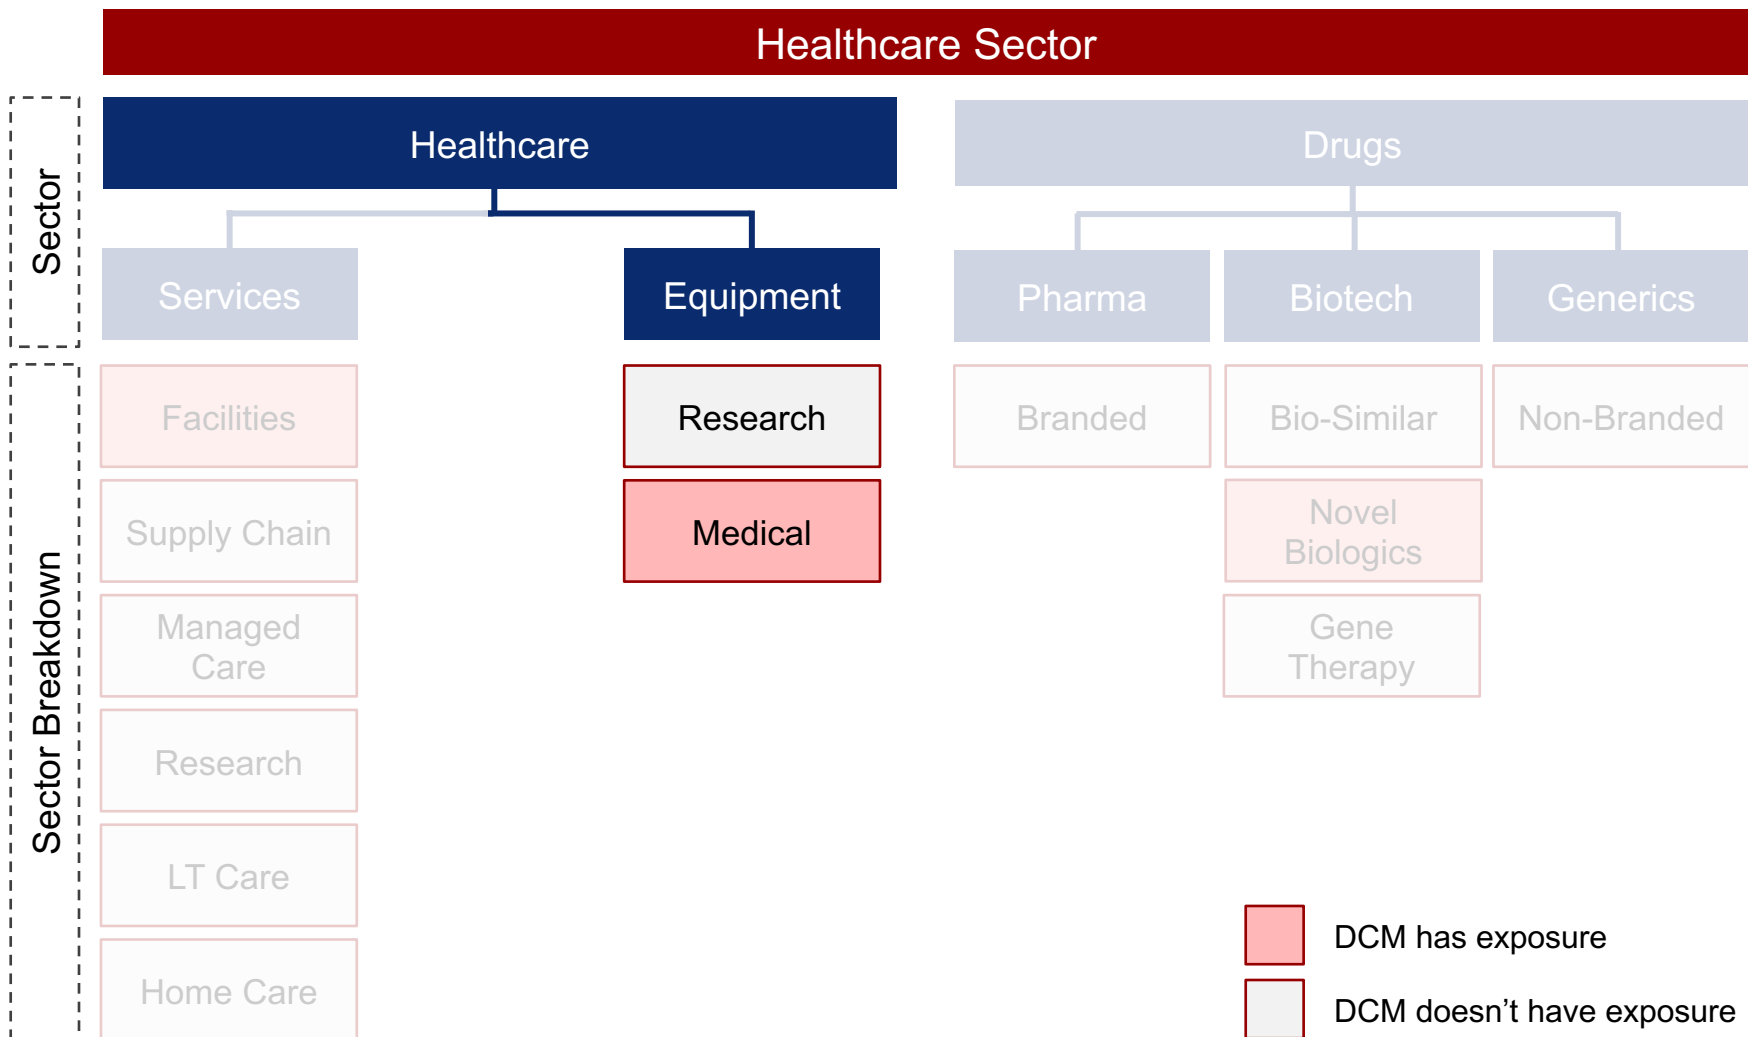 Healthcare Sector
Sector
Healthcare
Drugs
Services
Equipment
Pharma
Biotech
Generics
Sector Breakdown
Facilities
Research
Branded
Bio-Similar
Non-Branded
Supply Chain
Medical
Novel
Biologics
Managed
Care
Gene
Therapy
Research
LT Care
Home Care
DCM has exposure
DCM doesn’t have exposure